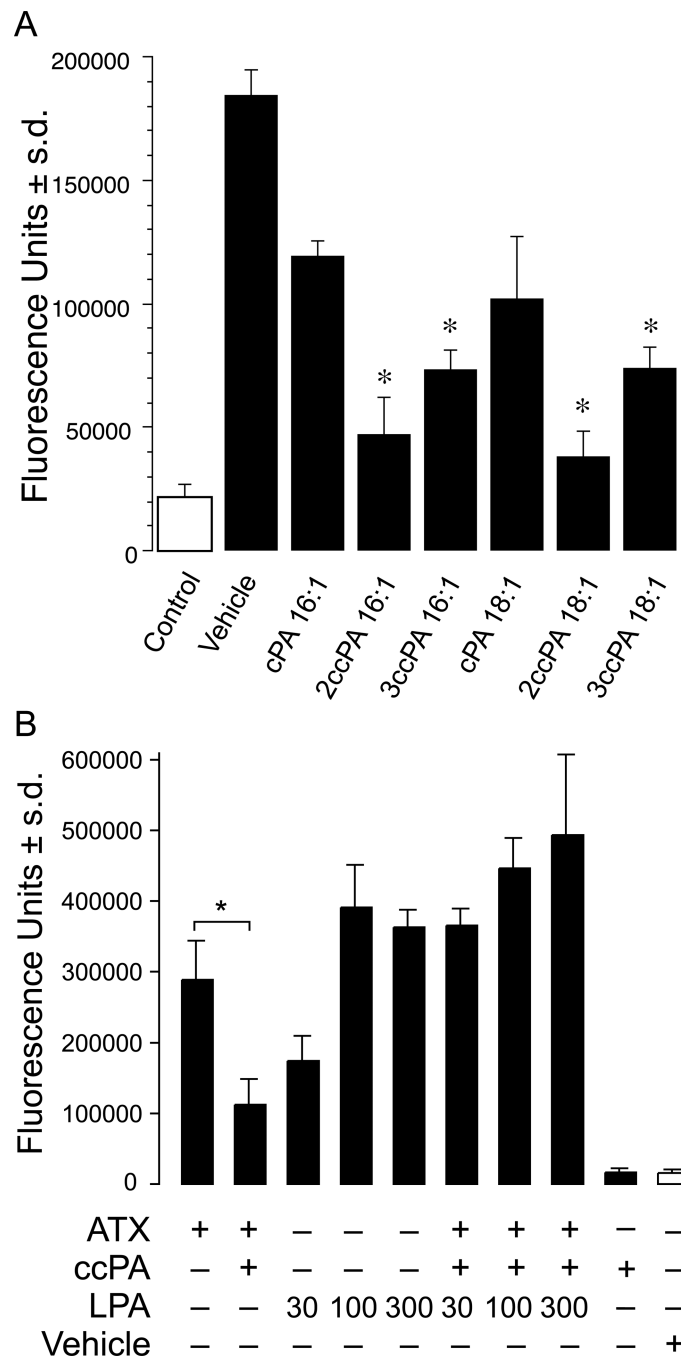 A
Fluorescence Units ± s.d.
200000
150000
100000
50000
0
* * * *
Control
Vehicle
cPA 16:1
2ccPA 16:1
3ccPA 16:1
cPA 18:1
2ccPA 18:1
3ccPA 18:1
B
Fluorescence Units ± s.d.
600000
500000
400000
300000
200000
100000
0
*
ATX + + – – – + + + – –
ccPA – + – – – + + + + –
LPA – – 30 100 300 30 100 300 – –
Vehicle – – – – – – – – – +